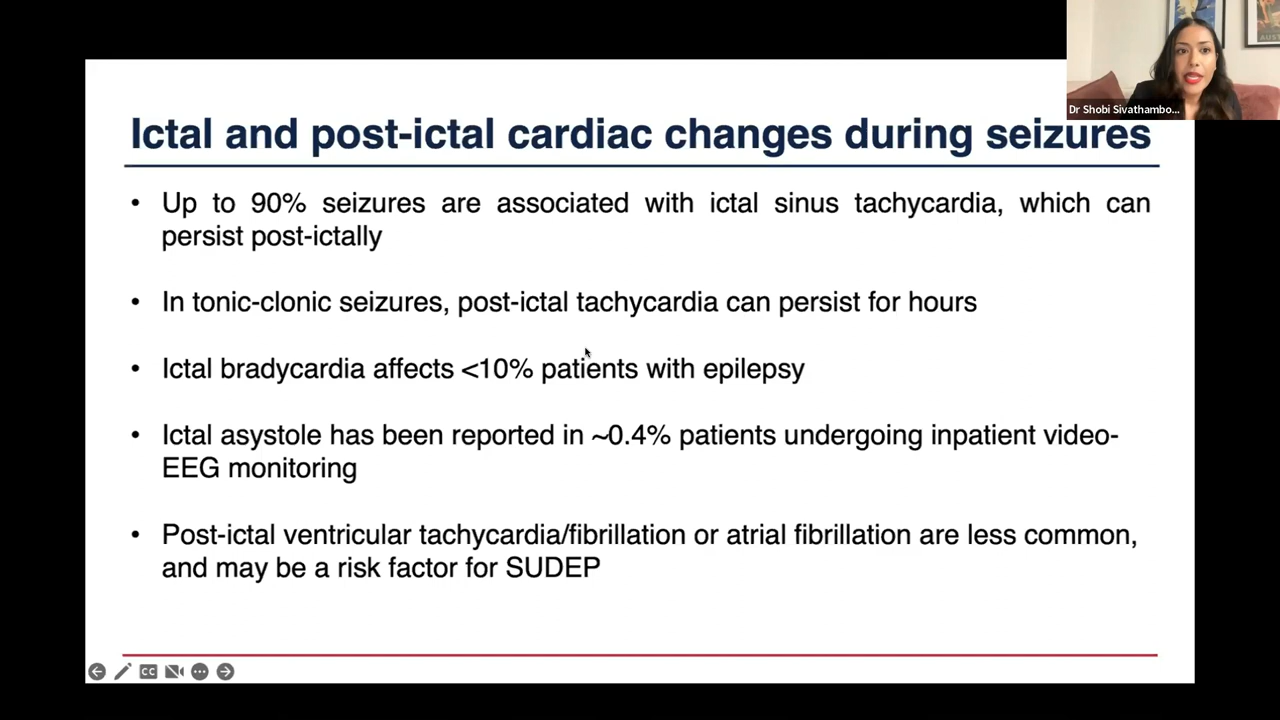 Dr Shobi Sivathambo...
Ictal and post-ictal cardiac changes during seizures
• Up to 90% seizures are associated with ictal sinus tachycardia, which can
persist post-ictally
• In tonic-clonic seizures, post-ictal tachycardia can persist for hours
• Ictal bradycardia affects <10% patients with epilepsy
• Ictal asystole has been reported in ~0.4% patients undergoing inpatient video-
EEG monitoring
• Post-ictal ventricular tachycardia/fibrillation or atrial fibrillation are less common,
and may be a risk factor for SUDEP
CC